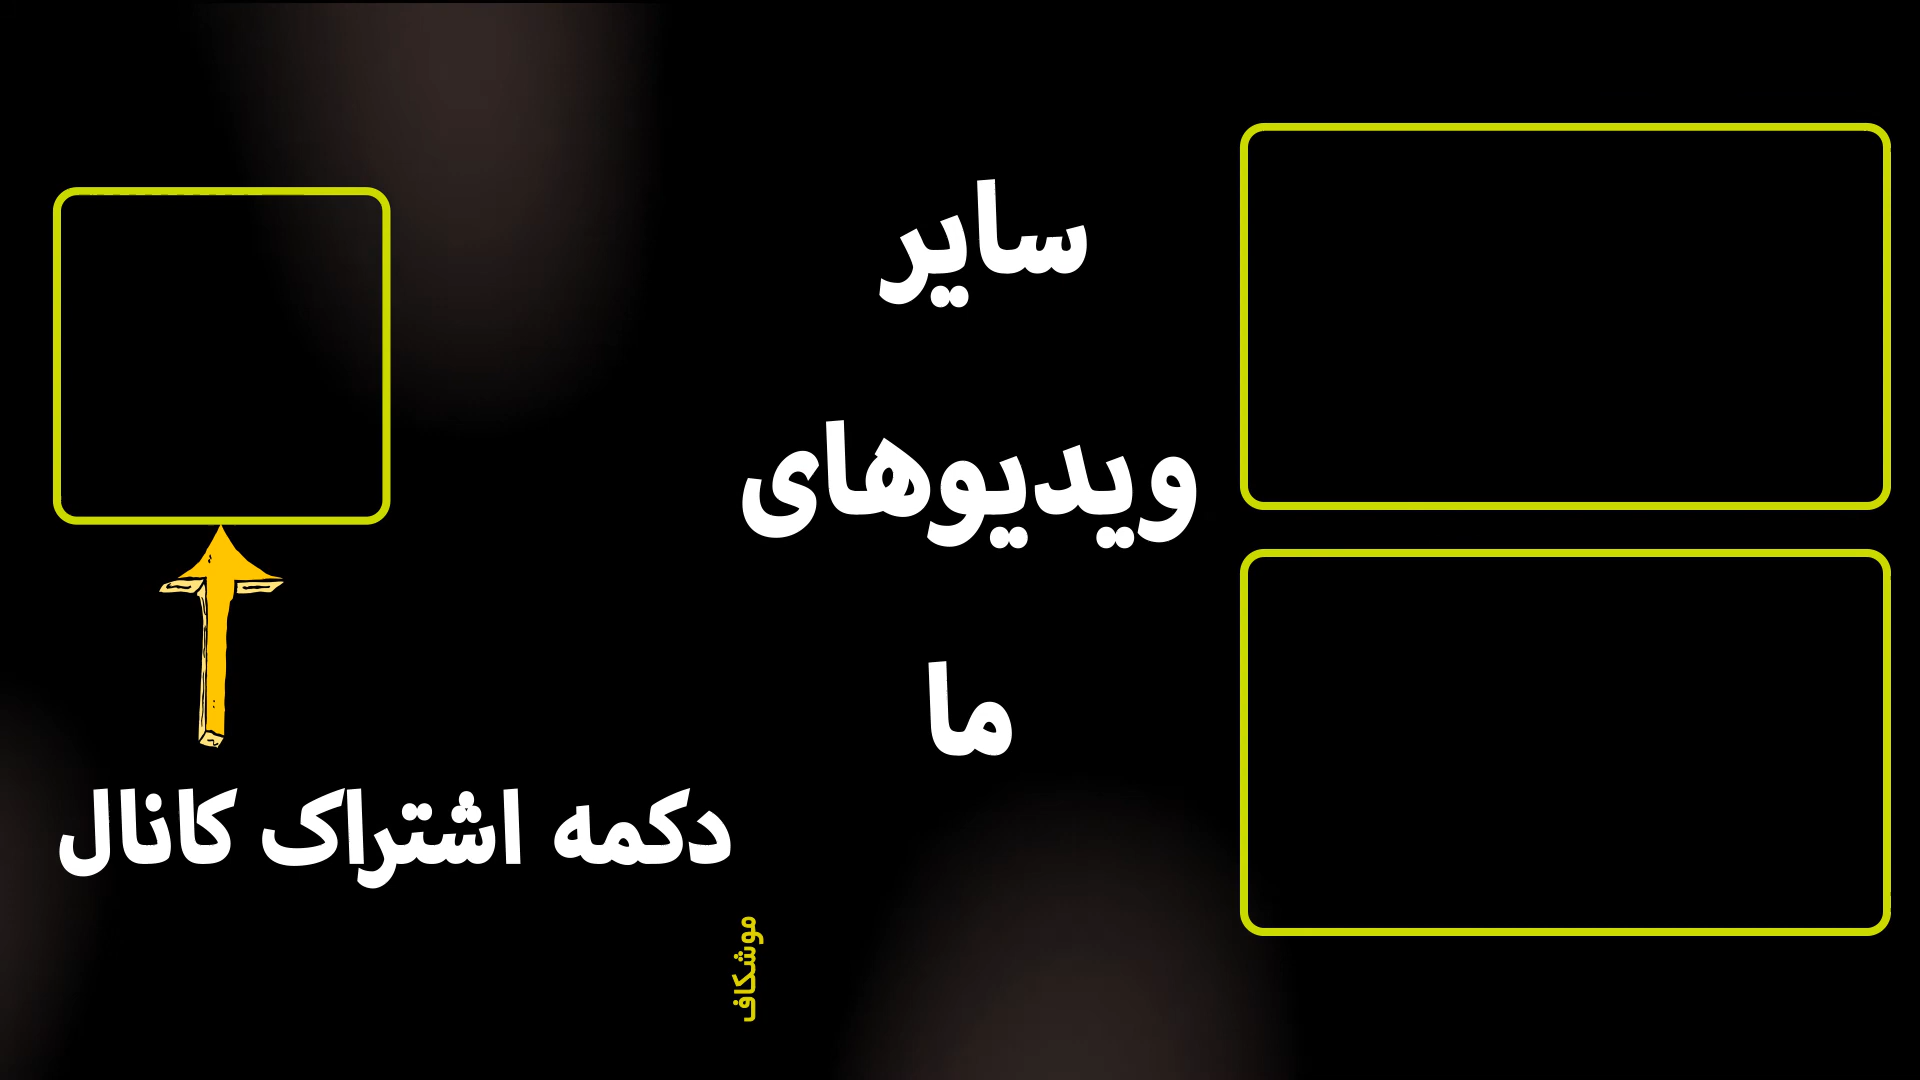 سایر
ویدیوهای
ما
دکمه اشتراک کانال
موشکاف